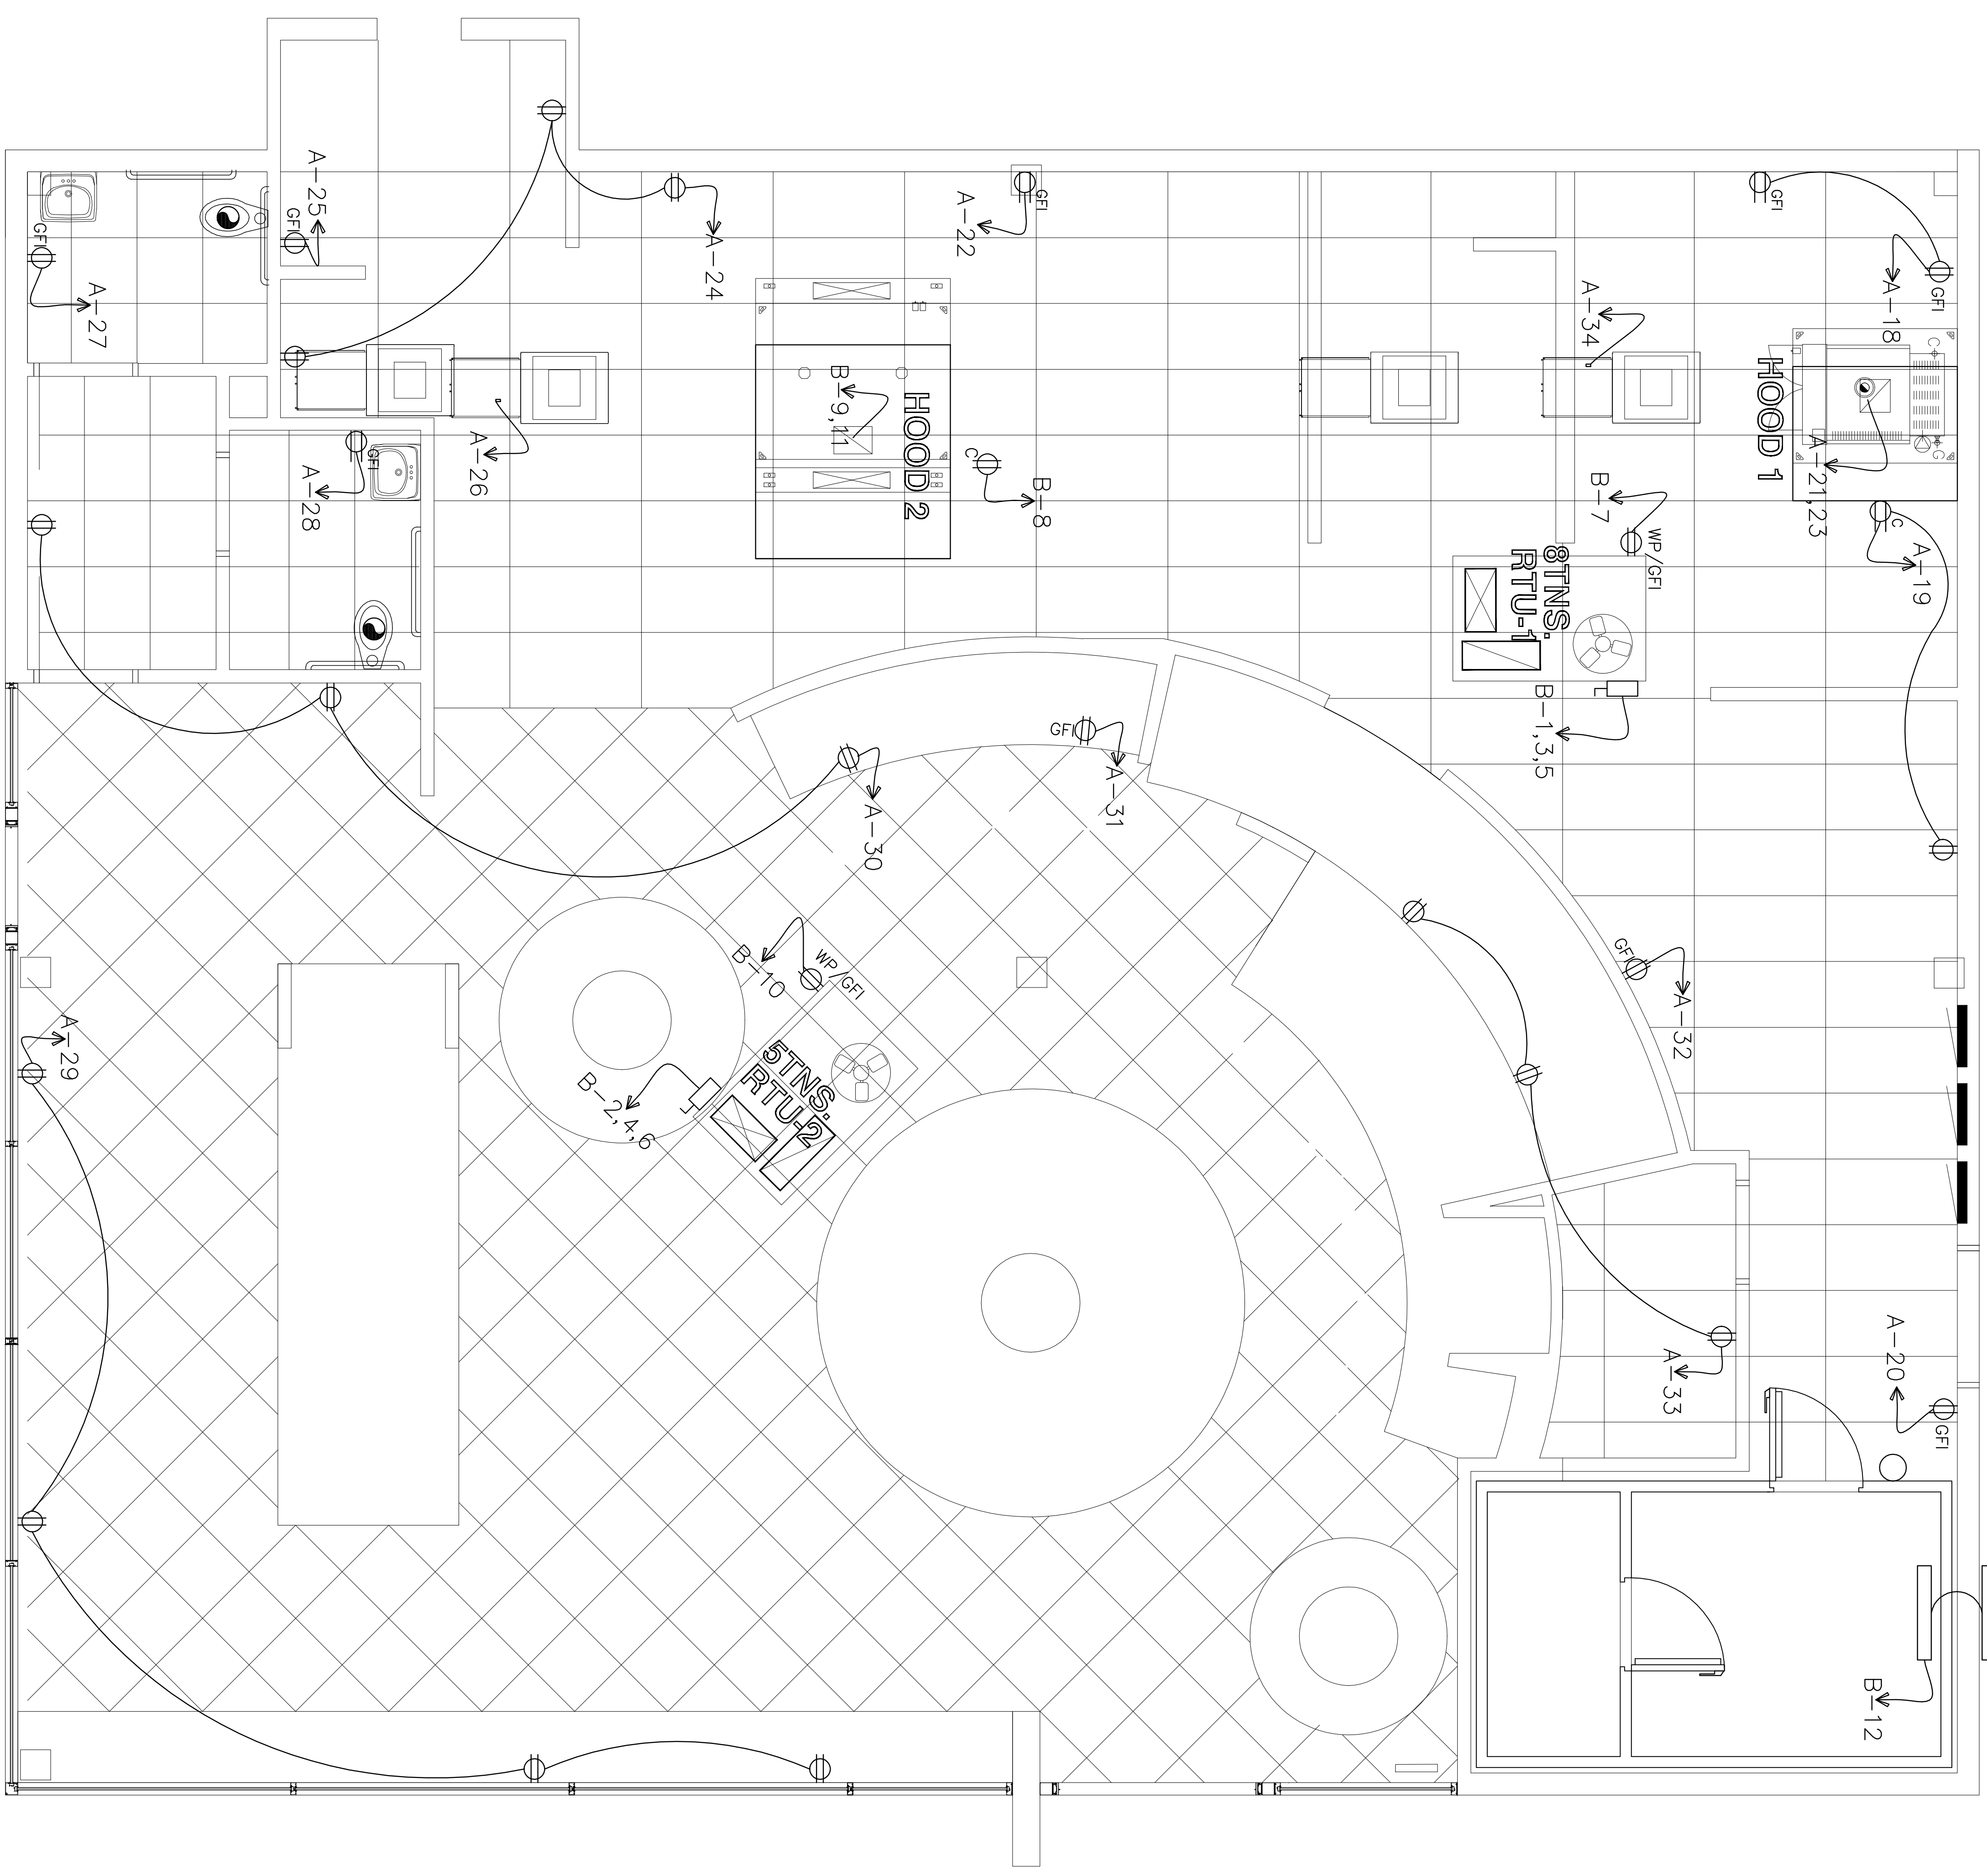 A-25
GFI
GFI
A-27
A-24
A-22
GFI
GFI
A-18
GFI
A-34
HOOD 1
C
G
A-21,23
B-9,11
HOOD 2
C
B-8
A-26
GFI
A-28
B-7
WP/GFI
C
A-19
8TNS.
RTU-1
B-1,3,5
GFI
A-31
A-30
B-10
WP/GFI
GFI
A-32
A-29
5TNS.
RTU-2
B-2,4,6
A-33
A-20
GFI
B-12